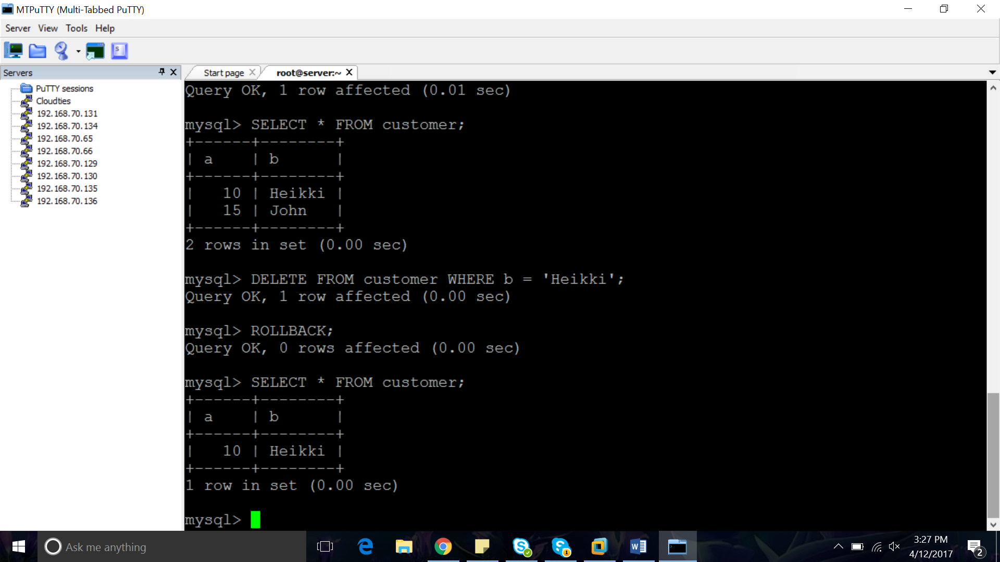 MTPuTTY (Multi-Tabbed PuTTY)
Server View Tools Help
Servers
PuTTY sessions
Cloudties
192.168.70.131
192.168.70.134
192.168.70.65
192.168.70.66
192.168.70.129
192.168.70.130
192.168.70.135
192.168.70.136
Start page root@server:~
Query OK, 1 row affected (0.01 sec)
mysql> SELECT * FROM customer;
+------+--------+
| a    | b      |
+------+--------+
|   10 | Heikki |
|   15 | John   |
+------+--------+
2 rows in set (0.00 sec)
mysql> DELETE FROM customer WHERE b = 'Heikki';
Query OK, 1 row affected (0.00 sec)
mysql> ROLLBACK;
Query OK, 0 rows affected (0.00 sec)
mysql> SELECT * FROM customer;
+------+--------+
| a    | b      |
+------+--------+
|   10 | Heikki |
+------+--------+
1 row in set (0.00 sec)
mysql>
Ask me anything
3:27 PM
4/12/2017
2